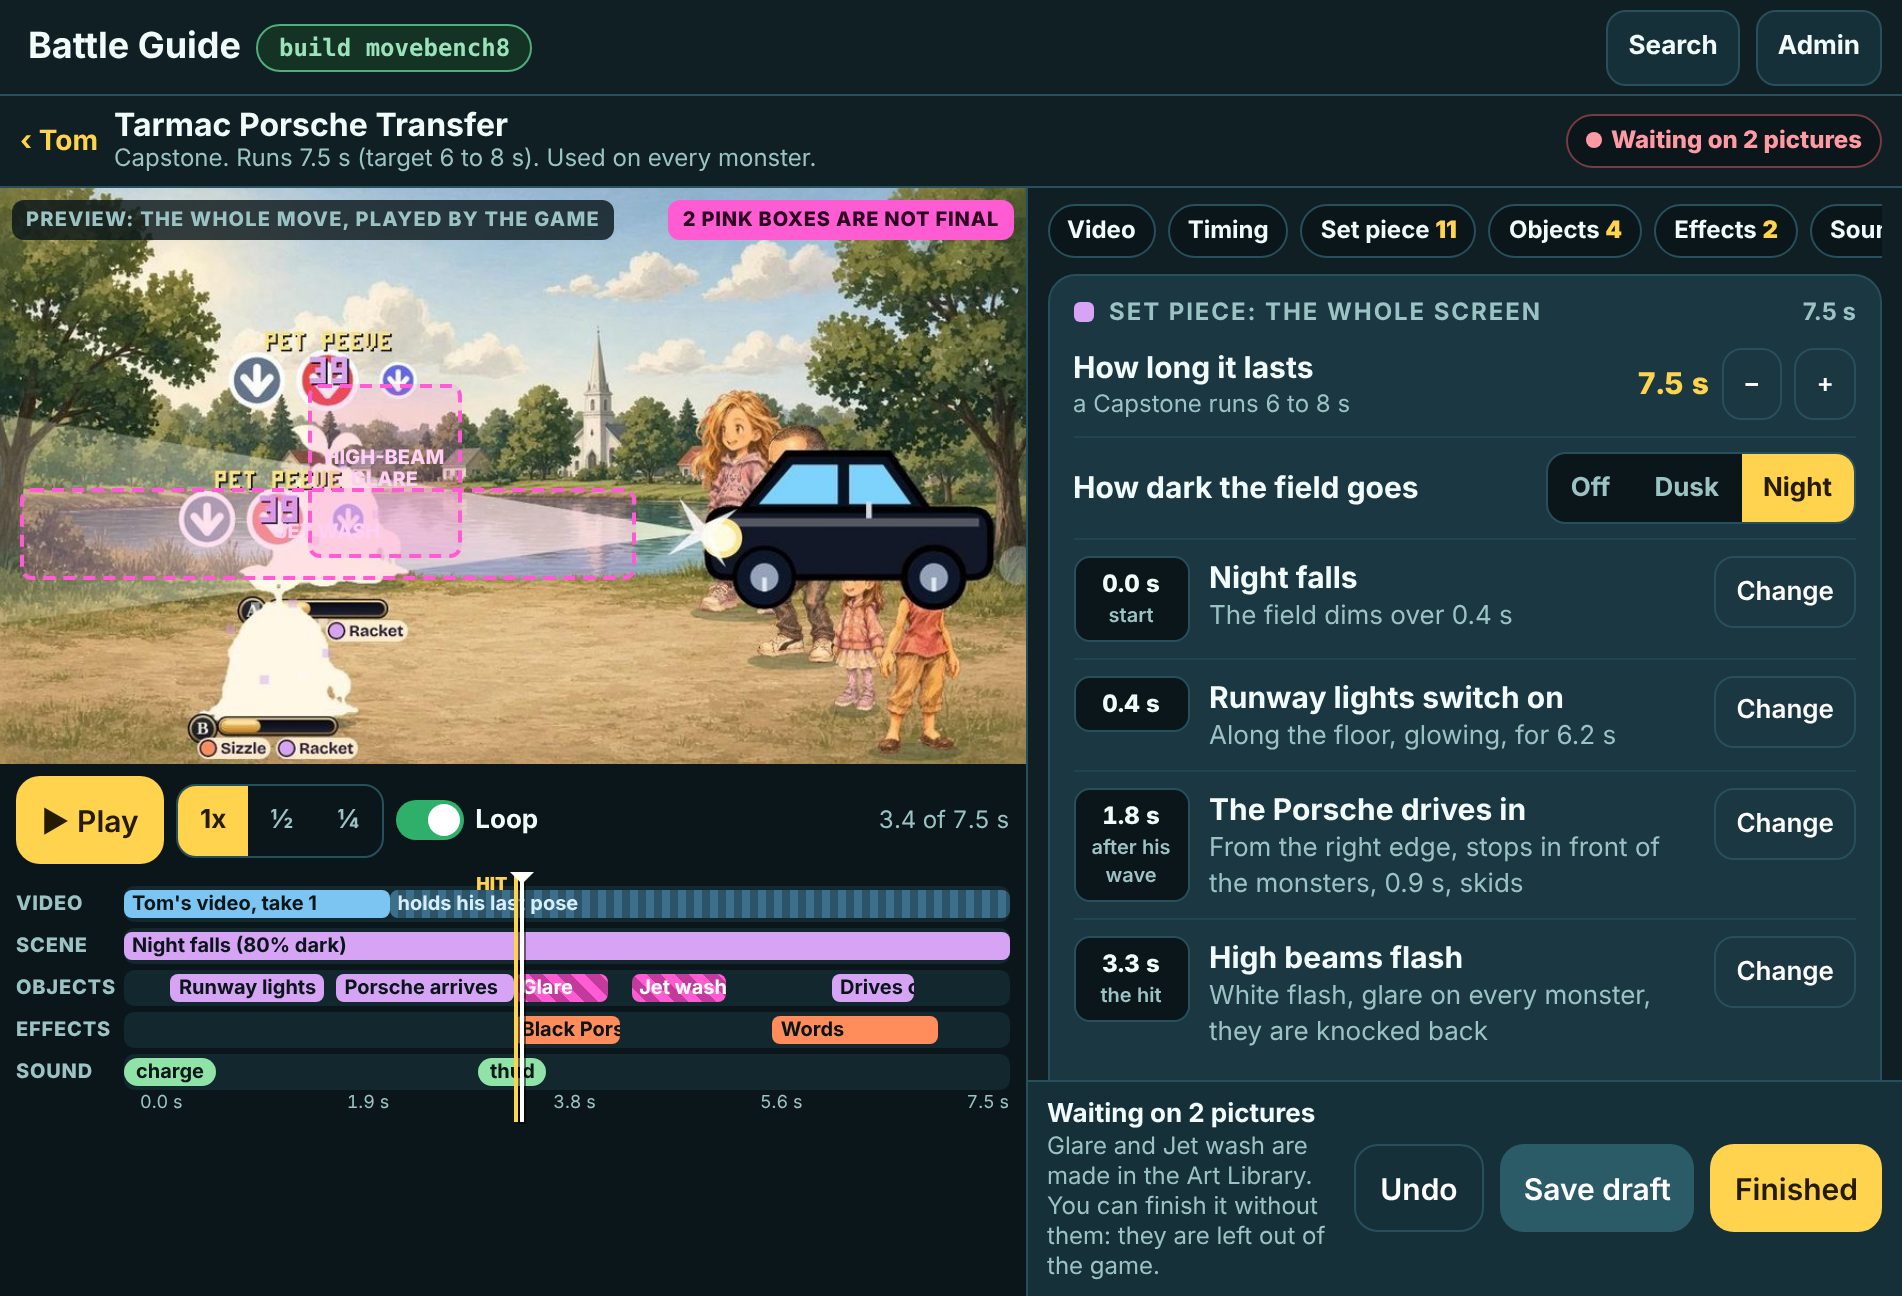 Battle Guide
build movebench8
Search
Admin
‹ Tom
Tarmac Porsche Transfer
Capstone. Runs 7.5 s (target 6 to 8 s). Used on every monster.
Waiting on 2 pictures
PREVIEW: THE WHOLE MOVE, PLAYED BY THE GAME
2 PINK BOXES ARE NOT FINAL
PET PEEVE
39
HIGH-BEAM
GLARE
PET PEEVE
39
JET WASH
A
Racket
B
Sizzle
Racket
Play
1x
½
¼
Loop
3.4 of 7.5 s
HIT
VIDEO
Tom's video, take 1
holds his last pose
SCENE
Night falls (80% dark)
OBJECTS
Runway lights
Porsche arrives
Glare
Jet wash
Drives
EFFECTS
Black Pors
Words
SOUND
charge
thud
0.0 s
1.9 s
3.8 s
5.6 s
7.5 s
Video
Timing
Set piece 11
Objects 4
Effects 2
Soun
SET PIECE: THE WHOLE SCREEN
7.5 s
How long it lasts
a Capstone runs 6 to 8 s
7.5 s
−
+
How dark the field goes
Off
Dusk
Night
0.0 s
start
Night falls
The field dims over 0.4 s
Change
0.4 s
Runway lights switch on
Along the floor, glowing, for 6.2 s
Change
1.8 s
after his
wave
The Porsche drives in
From the right edge, stops in front of
the monsters, 0.9 s, skids
Change
3.3 s
the hit
High beams flash
White flash, glare on every monster,
they are knocked back
Change
Waiting on 2 pictures
Glare and Jet wash are
made in the Art Library.
You can finish it without
them: they are left out of
the game.
Undo
Save draft
Finished